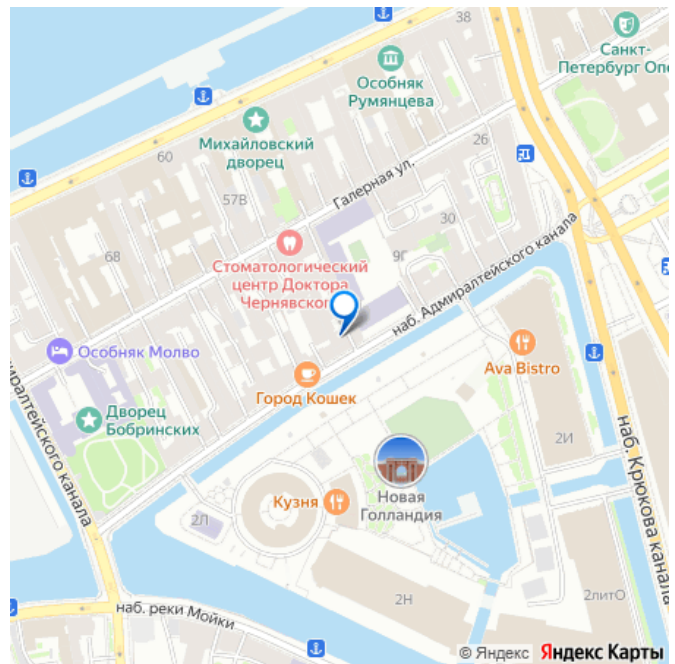 38
Санкт-
Петербург Опе
Особняк
Румянцева
Михайловский
дворец
60
26
57В
Галерная ул.
30
68
9Г
Стоматологический
центр Доктора
Чернявског
наб. Адмиралтейского канала
Особняк Молво
Ava Bistro
Город Кошек
Дворец
Бобринских
миралтейского канала
2И
наб. Крюкова канала
Новая
Голландия
Кузня
2Л
2Н
2литО
наб. реки Мойки
© Яндекс Яндекс Карты